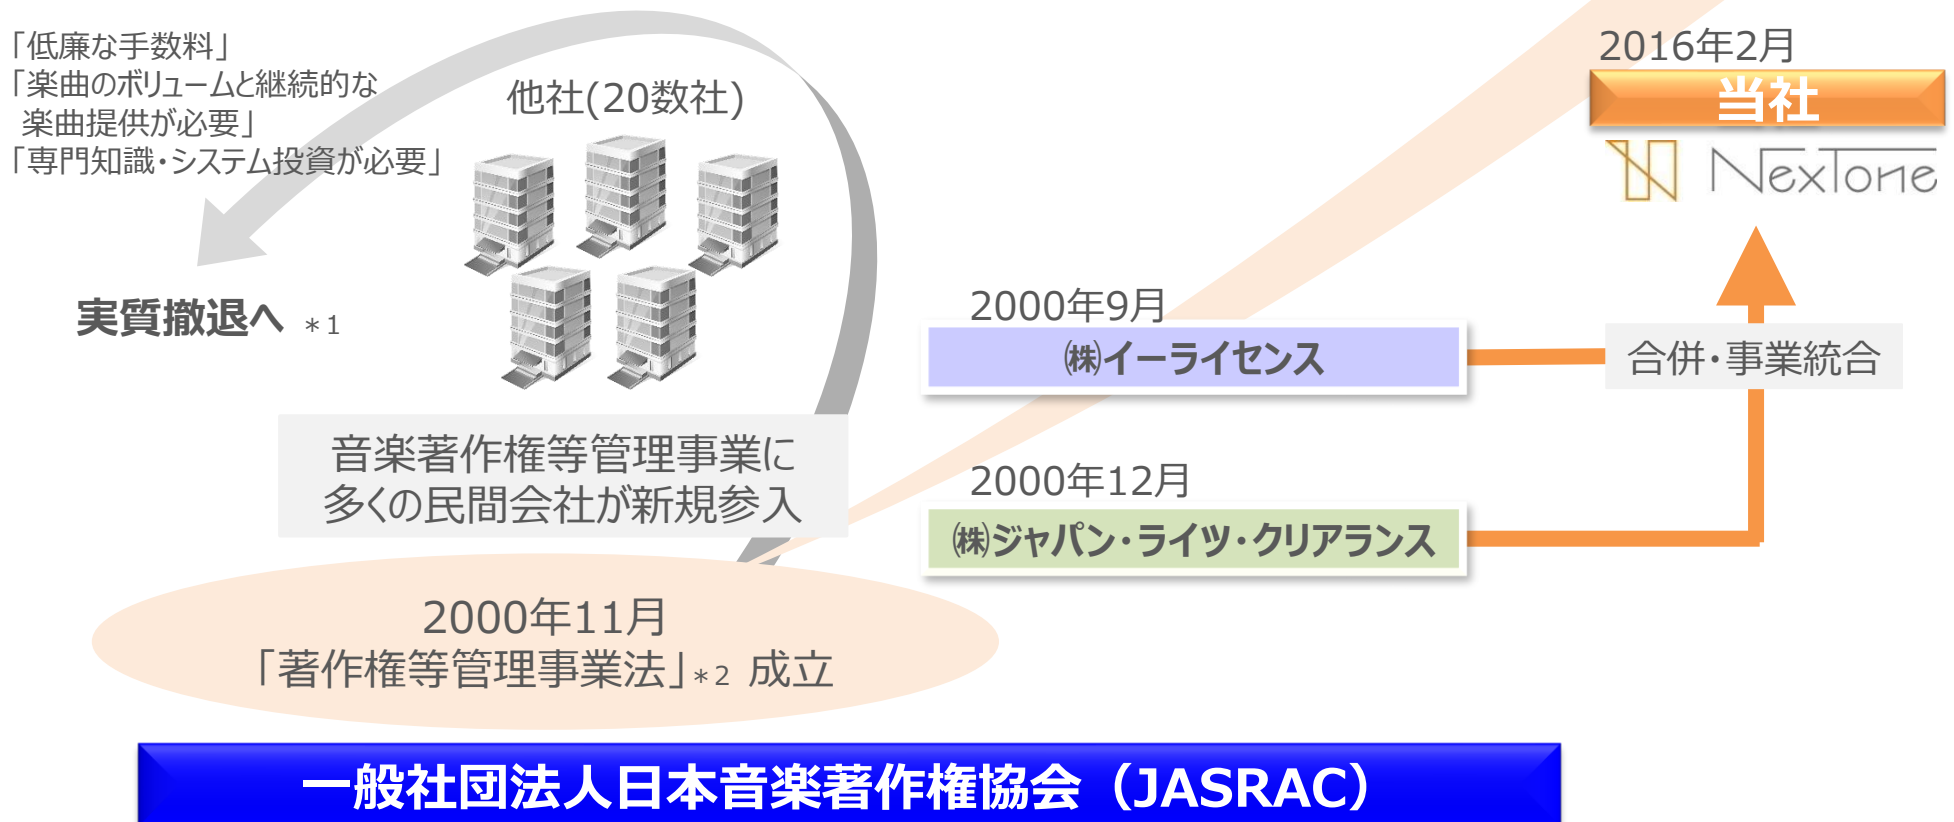 「低廉な手数料」
「楽曲のボリュームと継続的な
楽曲提供が必要」
「専門知識・システム投資が必要」
実質撤退へ *1
他社(20数社)
音楽著作権等管理事業に
多くの民間会社が新規参入
2000年11月
「著作権等管理事業法」*2 成立
2000年9月
㈱イーライセンス
2000年12月
㈱ジャパン・ライツ・クリアランス
合併・事業統合
2016年2月
当社
NexTone
一般社団法人日本音楽著作権協会（JASRAC）